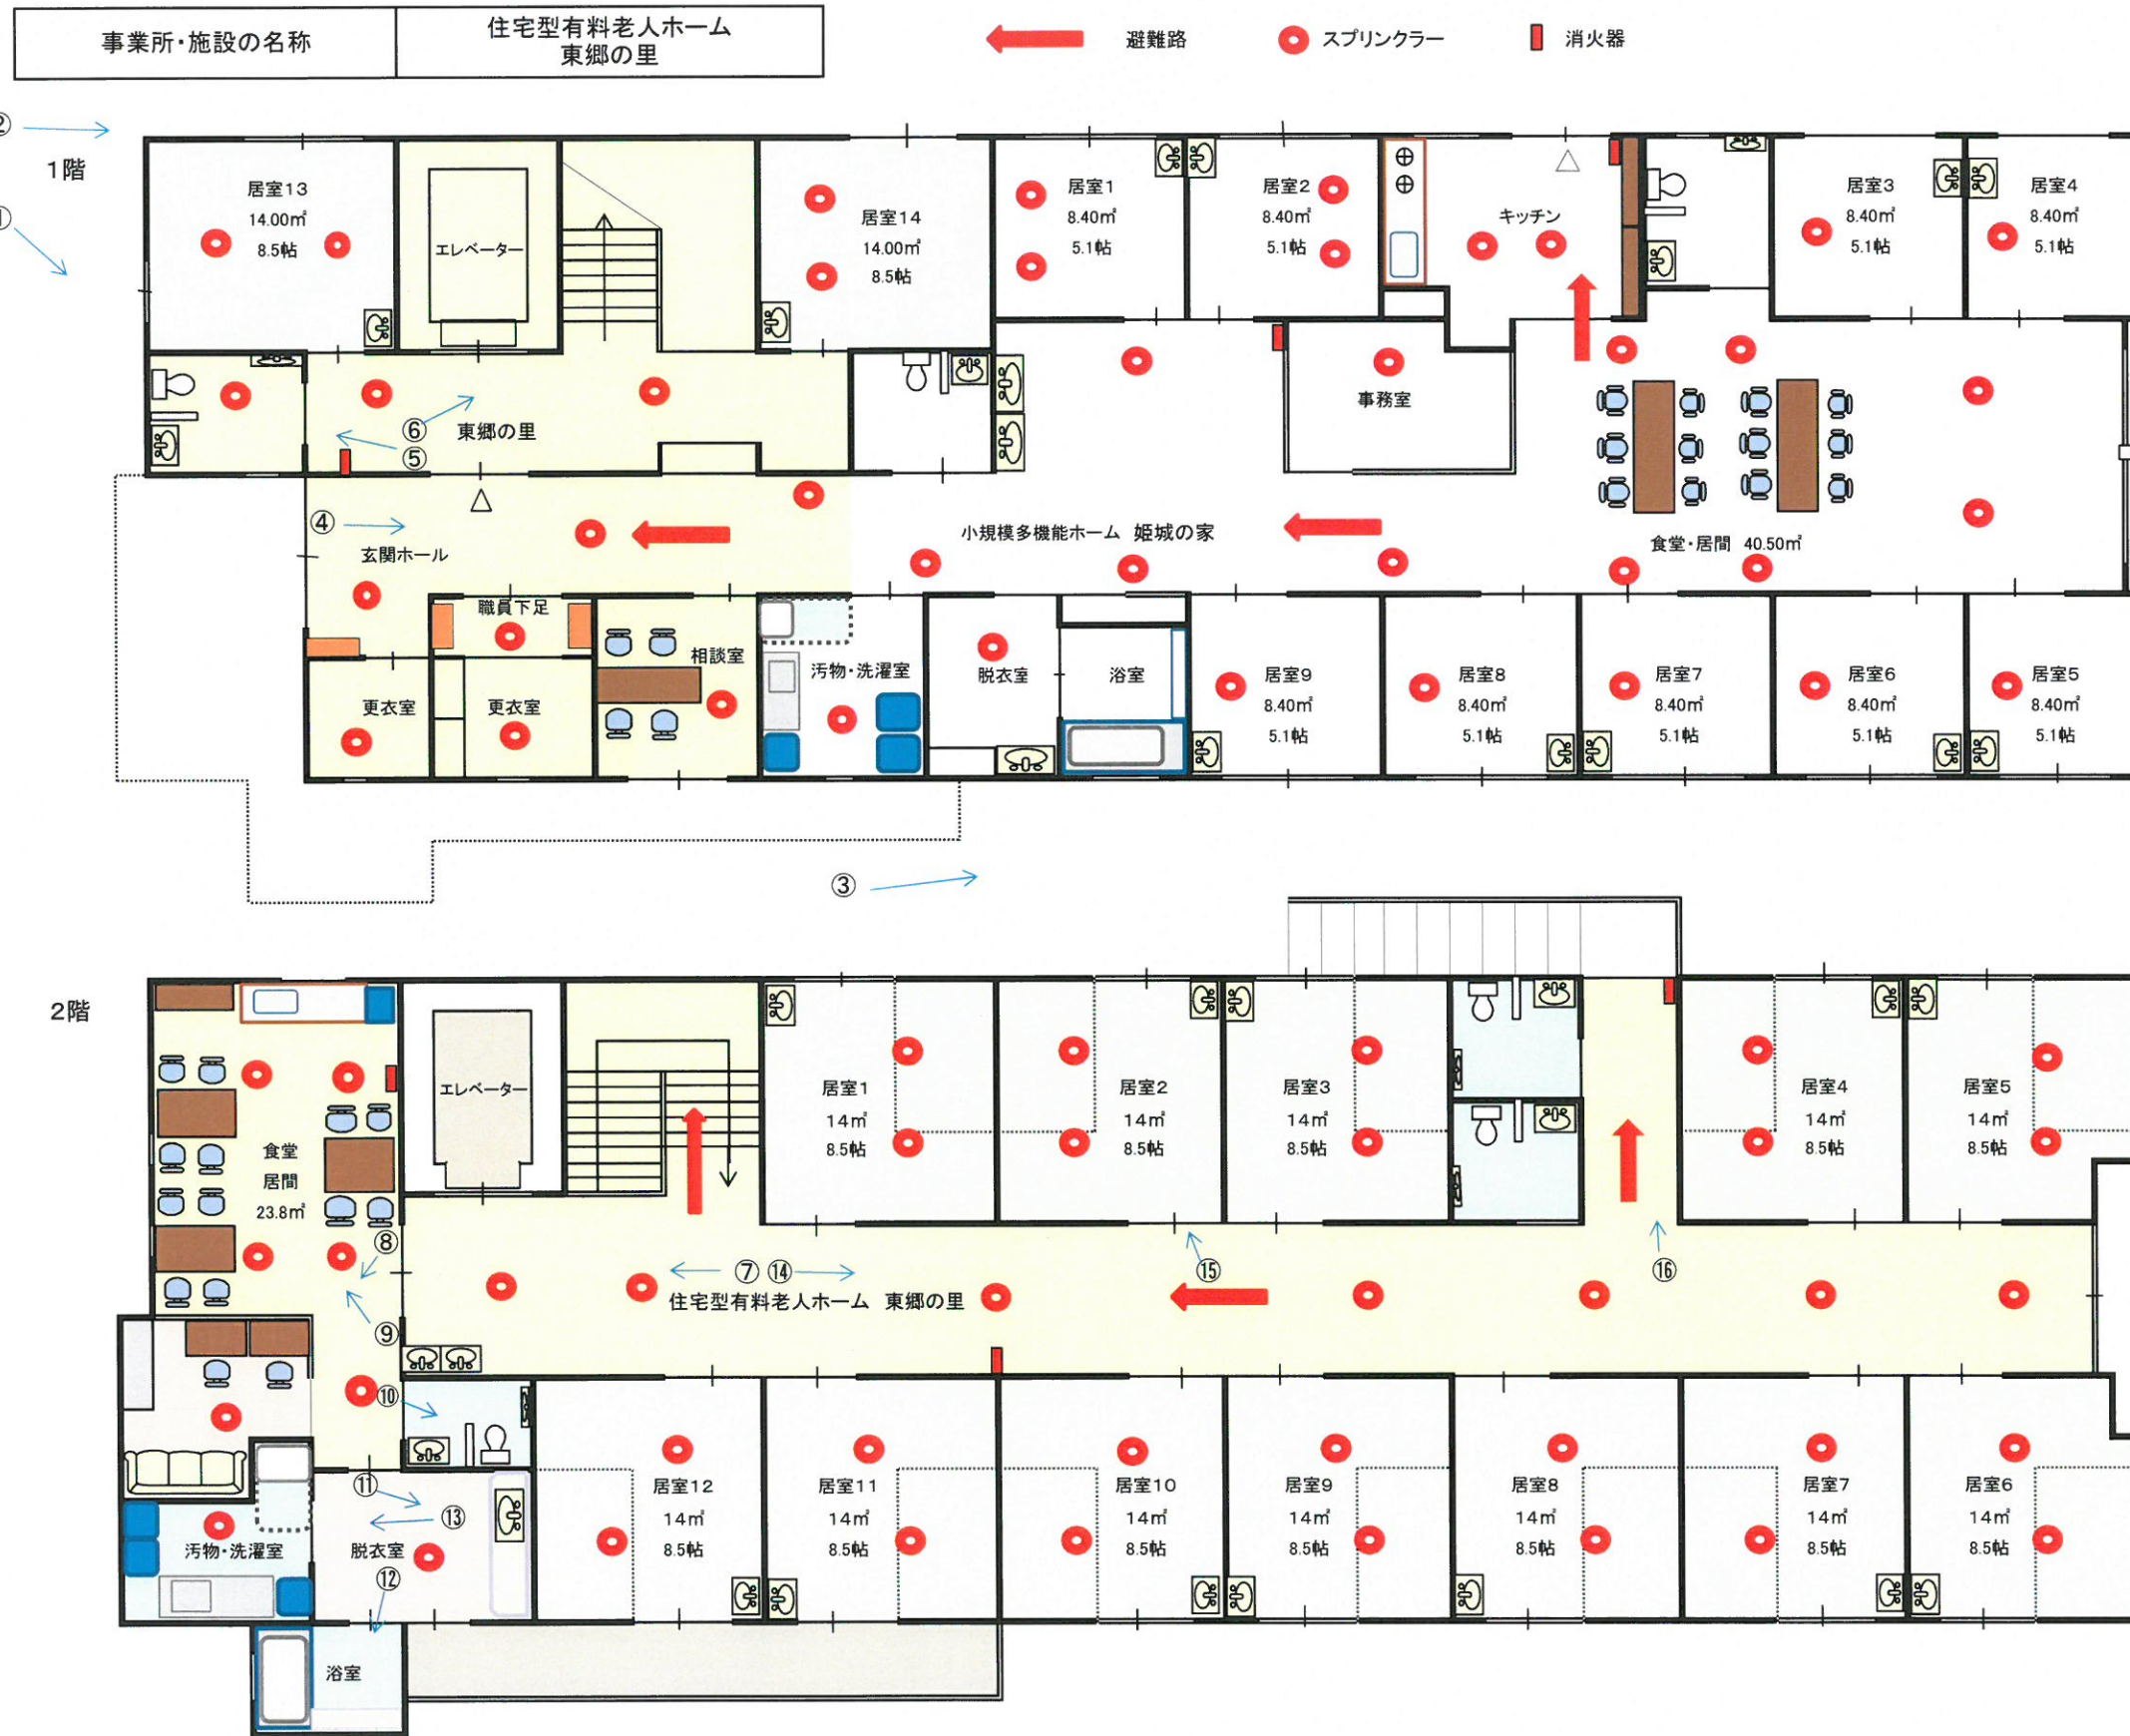 事業所・施設の名称
住宅型有料老人ホーム
東郷の里
避難路
スプリンクラー
消火器
②
1階
①
居室13
14.00㎡
8.5帖
エレベーター
居室14
14.00㎡
8.5帖
居室1
8.40㎡
5.1帖
居室2
8.40㎡
5.1帖
キッチン
居室3
8.40㎡
5.1帖
居室4
8.40㎡
5.1帖
事務室
⑥
東郷の里
⑤
④
玄関ホール
小規模多機能ホーム 姫城の家
食堂・居間 40.50㎡
職員下足
更衣室
更衣室
相談室
汚物・洗濯室
脱衣室
浴室
居室9
8.40㎡
5.1帖
居室8
8.40㎡
5.1帖
居室7
8.40㎡
5.1帖
居室6
8.40㎡
5.1帖
居室5
8.40㎡
5.1帖
③
2階
エレベーター
食堂
居間
23.8㎡
居室1
14㎡
8.5帖
居室2
14㎡
8.5帖
居室3
14㎡
8.5帖
居室4
14㎡
8.5帖
居室5
14㎡
8.5帖
⑧
⑦ ⑭
⑮
⑯
住宅型有料老人ホーム 東郷の里
⑨
⑩
⑪
⑬
汚物・洗濯室
脱衣室
⑫
浴室
居室12
14㎡
8.5帖
居室11
14㎡
8.5帖
居室10
14㎡
8.5帖
居室9
14㎡
8.5帖
居室8
14㎡
8.5帖
居室7
14㎡
8.5帖
居室6
14㎡
8.5帖